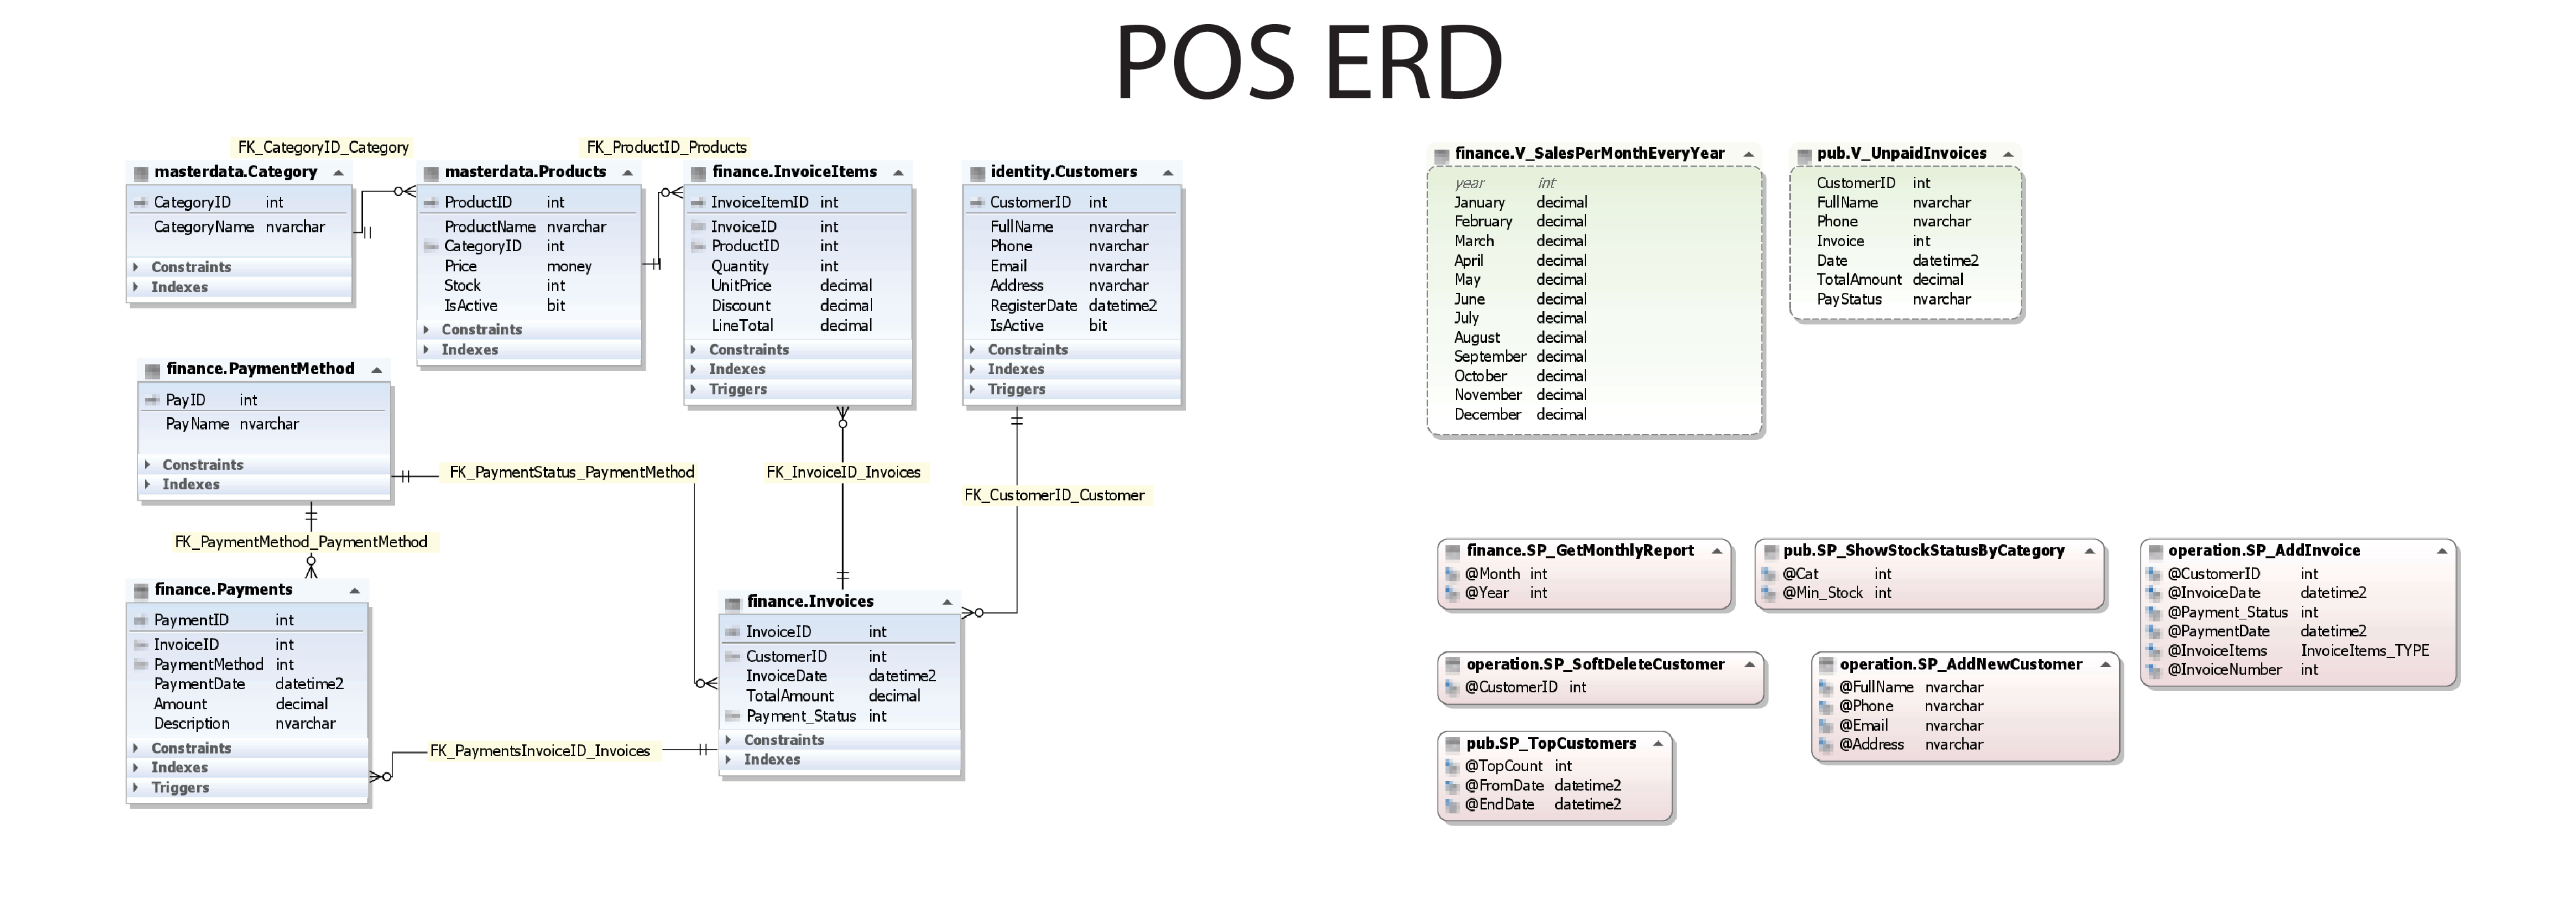 POS ERD
FK_CategoryID_Category
FK_ProductID_Products
masterdata.Category
CategoryID int
CategoryName nvarchar
Constraints
Indexes
masterdata.Products
ProductID int
ProductName nvarchar
CategoryID int
Price money
Stock int
IsActive bit
Constraints
Indexes
finance.InvoiceItems
InvoiceItemID int
InvoiceID int
ProductID int
Quantity int
UnitPrice decimal
Discount decimal
LineTotal decimal
Constraints
Indexes
Triggers
identity.Customers
CustomerID int
FullName nvarchar
Phone nvarchar
Email nvarchar
Address nvarchar
RegisterDate datetime2
IsActive bit
Constraints
Indexes
Triggers
finance.PaymentMethod
PayID int
PayName nvarchar
Constraints
Indexes
FK_PaymentStatus_PaymentMethod
FK_InvoiceID_Invoices
FK_CustomerID_Customer
FK_PaymentMethod_PaymentMethod
finance.Payments
PaymentID int
InvoiceID int
PaymentMethod int
PaymentDate datetime2
Amount decimal
Description nvarchar
Constraints
Indexes
Triggers
FK_PaymentsInvoiceID_Invoices
finance.Invoices
InvoiceID int
CustomerID int
InvoiceDate datetime2
TotalAmount decimal
Payment_Status int
Constraints
Indexes
finance.V_SalesPerMonthEveryYear
year int
January decimal
February decimal
March decimal
April decimal
May decimal
June decimal
July decimal
August decimal
September decimal
October decimal
November decimal
December decimal
pub.V_UnpaidInvoices
CustomerID int
FullName nvarchar
Phone nvarchar
Invoice int
Date datetime2
TotalAmount decimal
PayStatus nvarchar
finance.SP_GetMonthlyReport
@Month int
@Year int
pub.SP_ShowStockStatusByCategory
@Cat int
@Min_Stock int
operation.SP_AddInvoice
@CustomerID int
@InvoiceDate datetime2
@Payment_Status int
@PaymentDate datetime2
@InvoiceItems InvoiceItems_TYPE
@InvoiceNumber int
operation.SP_SoftDeleteCustomer
@CustomerID int
operation.SP_AddNewCustomer
@FullName nvarchar
@Phone nvarchar
@Email nvarchar
@Address nvarchar
pub.SP_TopCustomers
@TopCount int
@FromDate datetime2
@EndDate datetime2